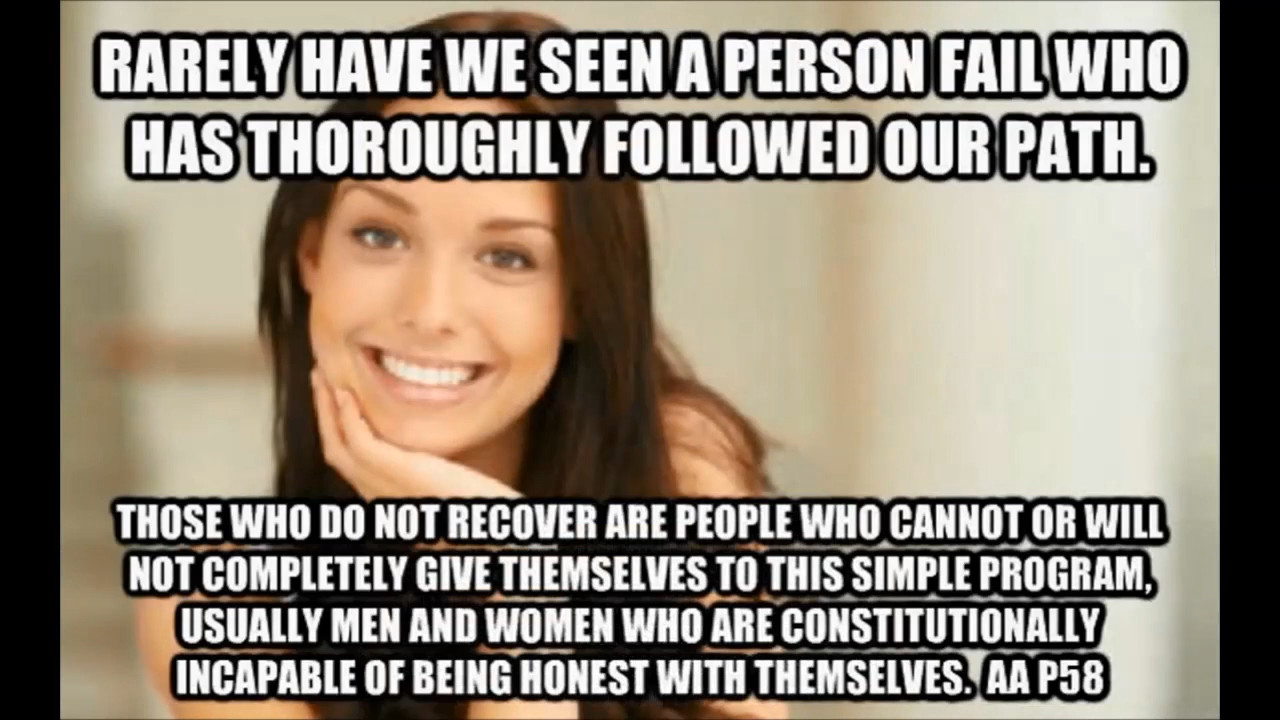 RARELY HAVE WE SEEN A PERSON FAIL WHO
HAS THOROUGHLY FOLLOWED OUR PATH.
THOSE WHO DO NOT RECOVER ARE PEOPLE WHO CANNOT OR WILL
NOT COMPLETELY GIVE THEMSELVES TO THIS SIMPLE PROGRAM,
USUALLY MEN AND WOMEN WHO ARE CONSTITUTIONALLY
INCAPABLE OF BEING HONEST WITH THEMSELVES. AA P58